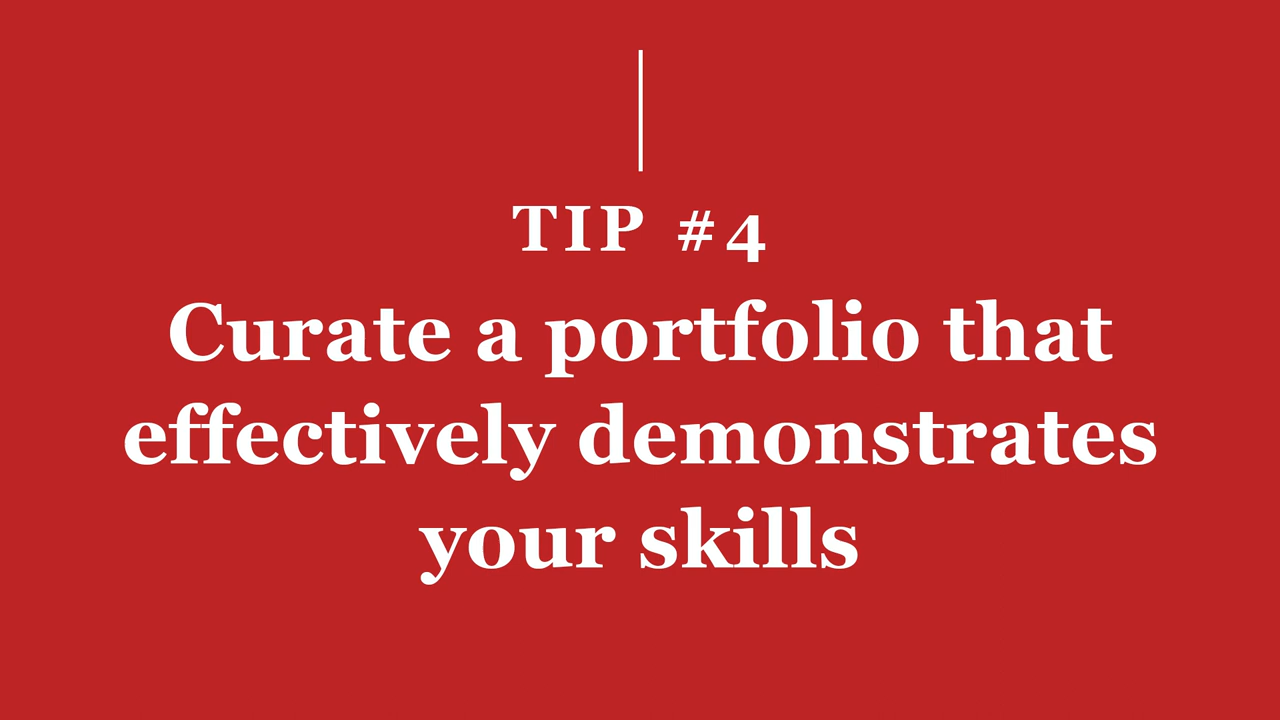 TIP #4
Curate a portfolio that
effectively demonstrates
your skills